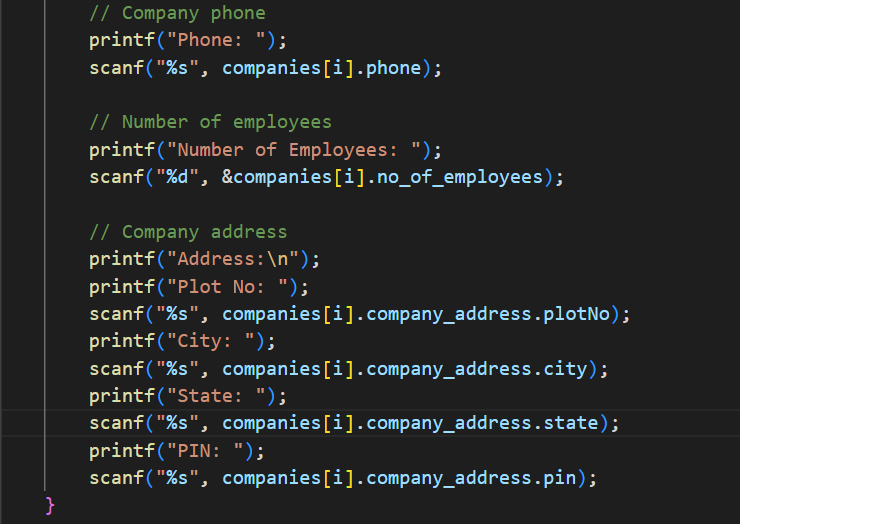 // Company phone
printf("Phone: ");
scanf("%s", companies[i].phone);
// Number of employees
printf("Number of Employees: ");
scanf("%d", &companies[i].no_of_employees);
// Company address
printf("Address:\n");
printf("Plot No: ");
scanf("%s", companies[i].company_address.plotNo);
printf("City: ");
scanf("%s", companies[i].company_address.city);
printf("State: ");
scanf("%s", companies[i].company_address.state);
printf("PIN: ");
scanf("%s", companies[i].company_address.pin);
}